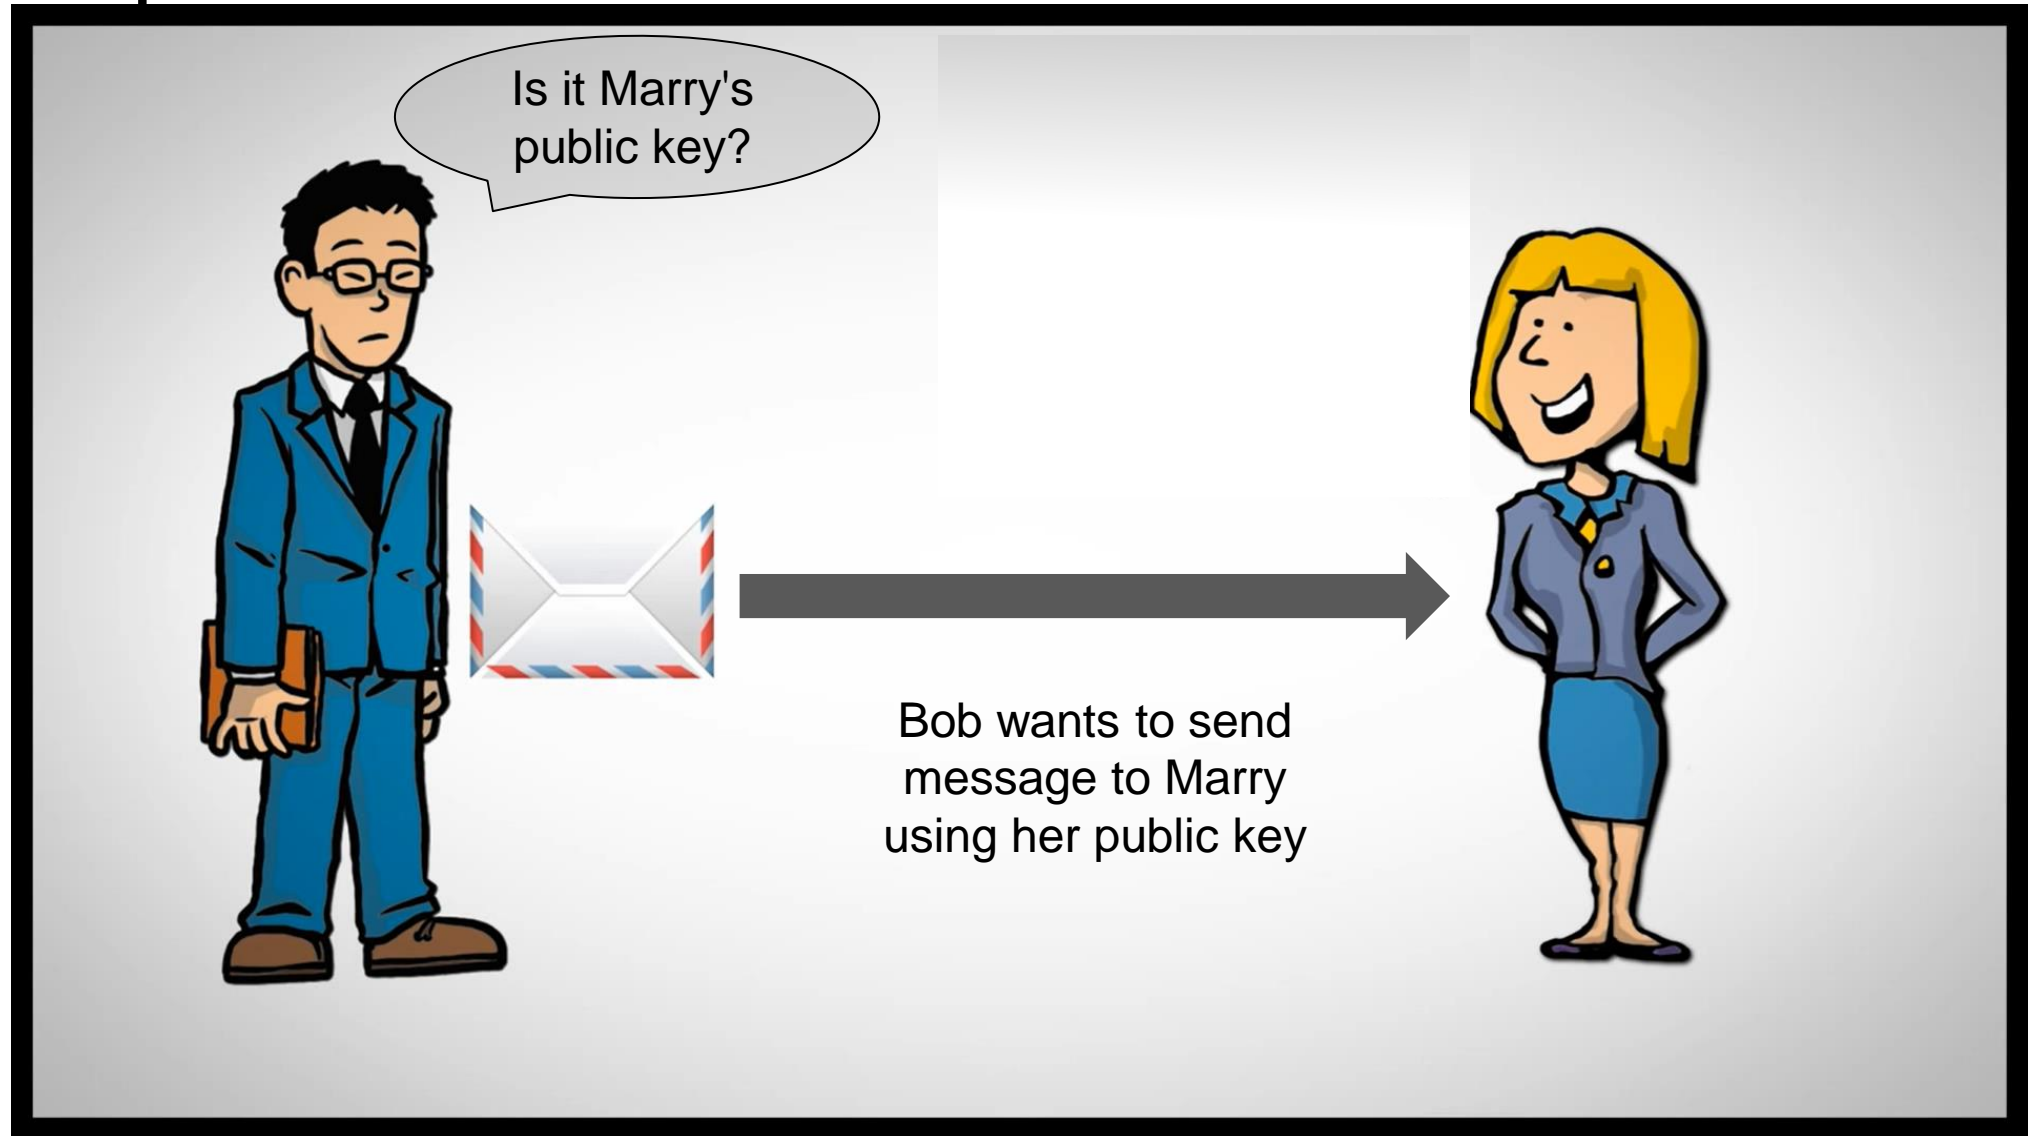 Is it Marry's
public key?
Bob wants to send
message to Marry
using her public key